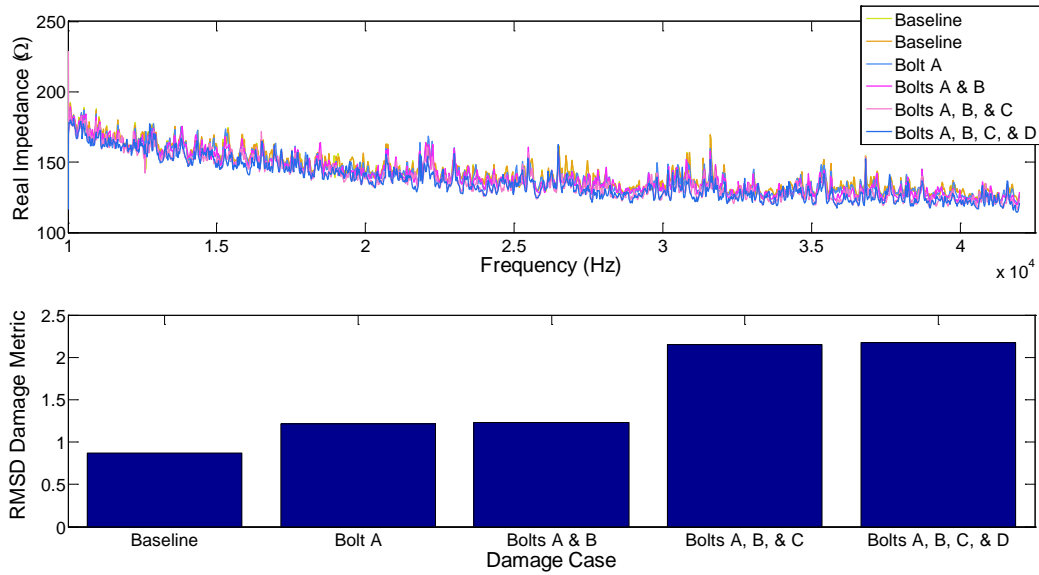 250
200
150
100
Real Impedance (Ω)
1
1.5
2
2.5
3
3.5
4
x 10^4
Frequency (Hz)
Baseline
Baseline
Bolt A
Bolts A & B
Bolts A, B, & C
Bolts A, B, C, & D
2.5
2
1.5
1
0.5
0
RMSD Damage Metric
Baseline
Bolt A
Bolts A & B
Bolts A, B, & C
Bolts A, B, C, & D
Damage Case